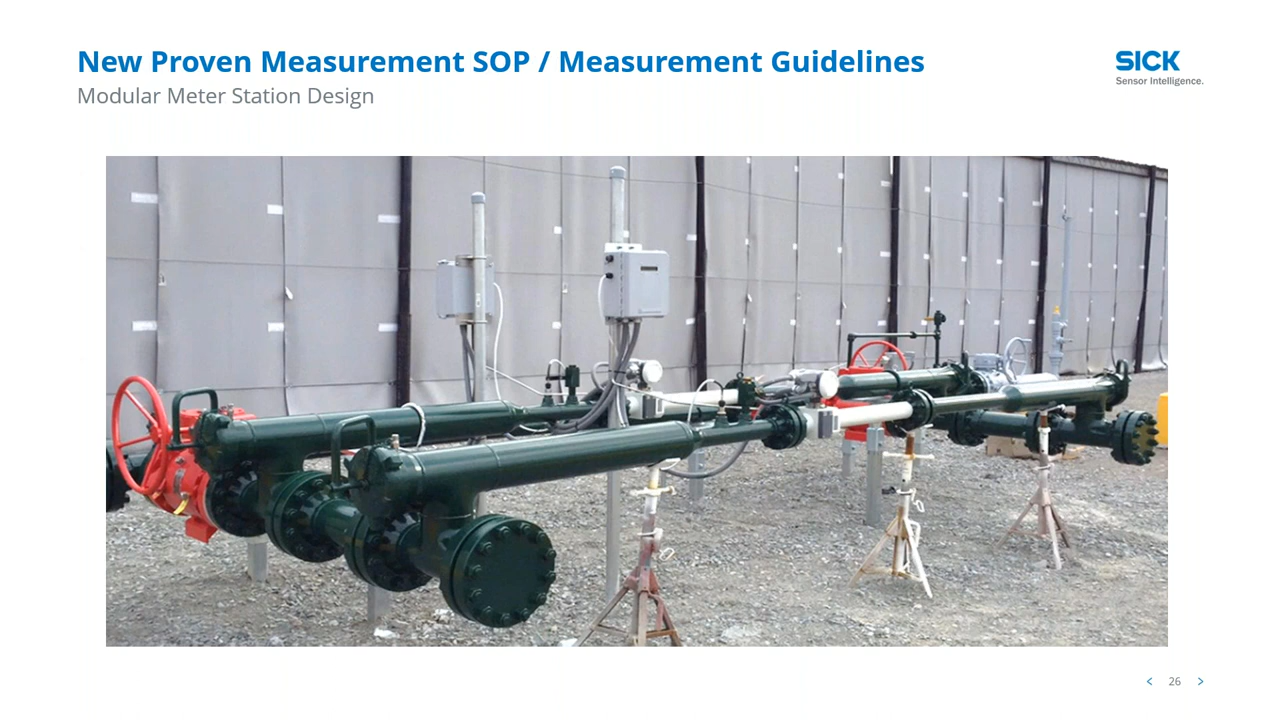 New Proven Measurement SOP / Measurement Guidelines
Modular Meter Station Design
SICK
Sensor Intelligence.
< 26 >